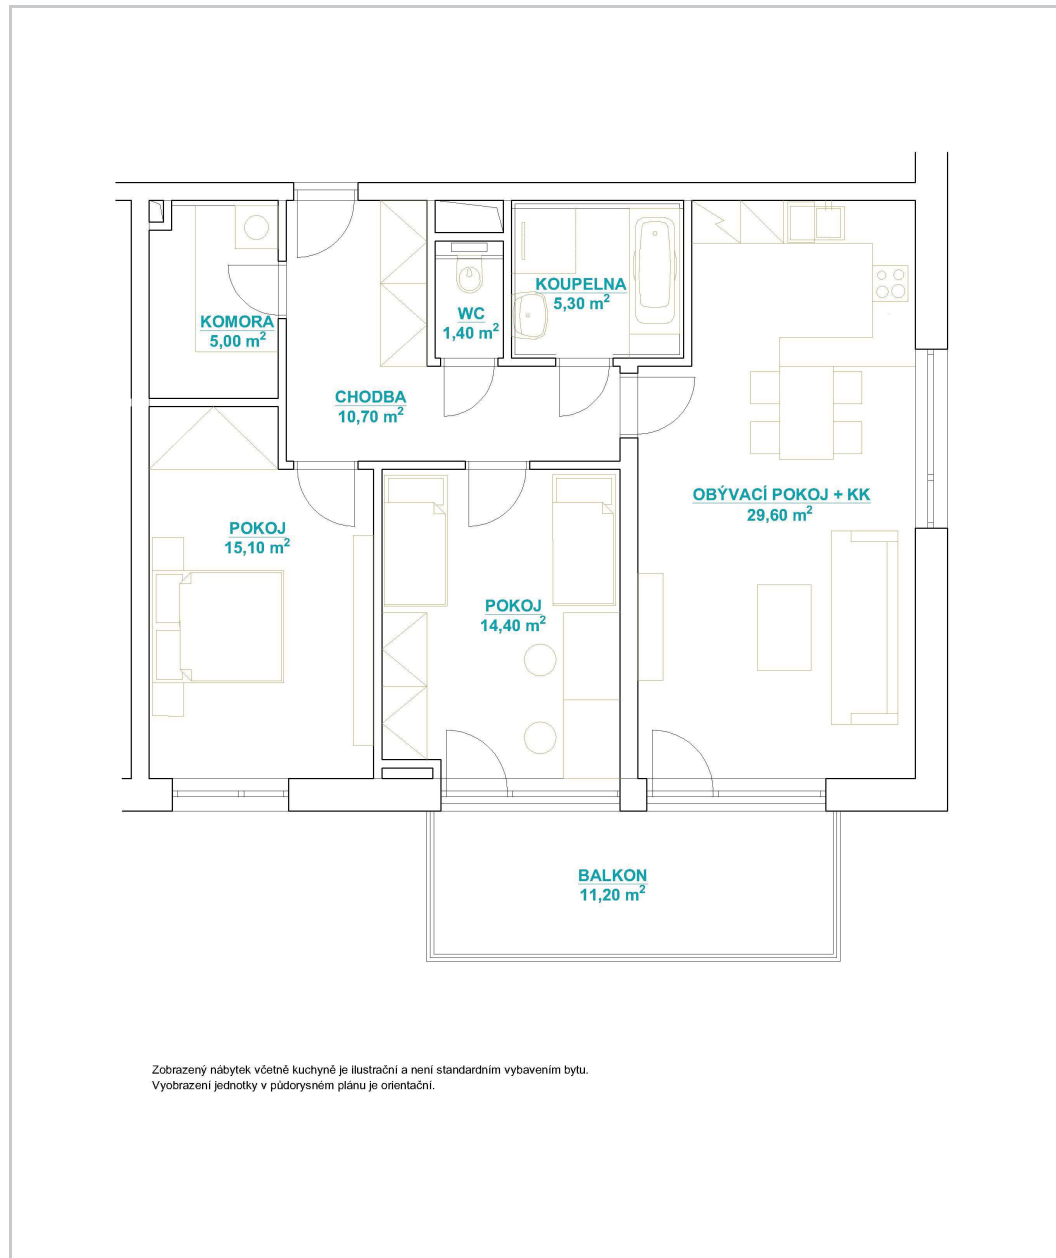 KOMORA
5,00 m²
WC
1,40 m²
KOUPELNA
5,30 m²
CHODBA
10,70 m²
OBÝVACÍ POKOJ + KK
29,60 m²
POKOJ
15,10 m²
POKOJ
14,40 m²
BALKON
11,20 m²
Zobrazený nábytek včetně kuchyně je ilustrační a není standardním vybavením bytu.
Vyobrazení jednotky v půdorysném plánu je orientační.